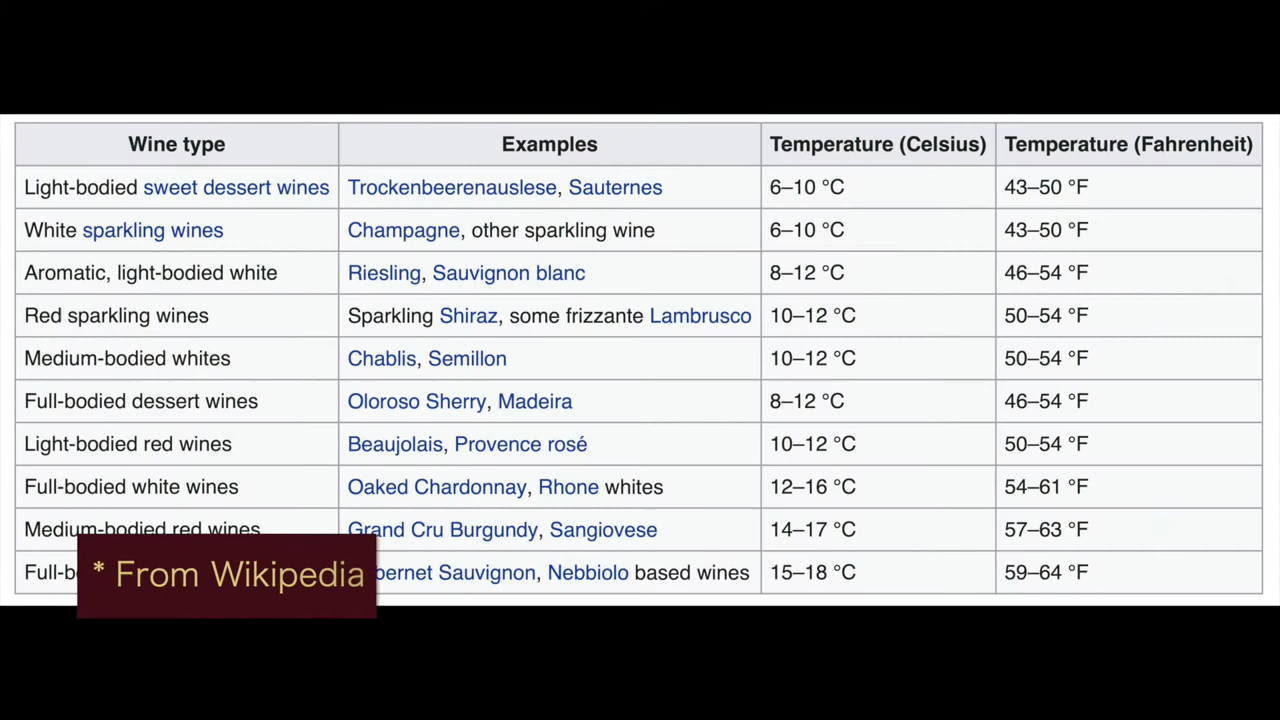 Wine type Examples Temperature (Celsius) Temperature (Fahrenheit)
Light-bodied sweet dessert wines Trockenbeerenauslese, Sauternes 6–10 °C 43–50 °F
White sparkling wines Champagne, other sparkling wine 6–10 °C 43–50 °F
Aromatic, light-bodied white Riesling, Sauvignon blanc 8–12 °C 46–54 °F
Red sparkling wines Sparkling Shiraz, some frizzante Lambrusco 10–12 °C 50–54 °F
Medium-bodied whites Chablis, Semillon 10–12 °C 50–54 °F
Full-bodied dessert wines Oloroso Sherry, Madeira 8–12 °C 46–54 °F
Light-bodied red wines Beaujolais, Provence rosé 10–12 °C 50–54 °F
Full-bodied white wines Oaked Chardonnay, Rhone whites 12–16 °C 54–61 °F
Medium-bodied red wines Grand Cru Burgundy, Sangiovese 14–17 °C 57–63 °F
Sauvignon, Nebbiolo based wines 15–18 °C 59–64 °F
* From Wikipedia